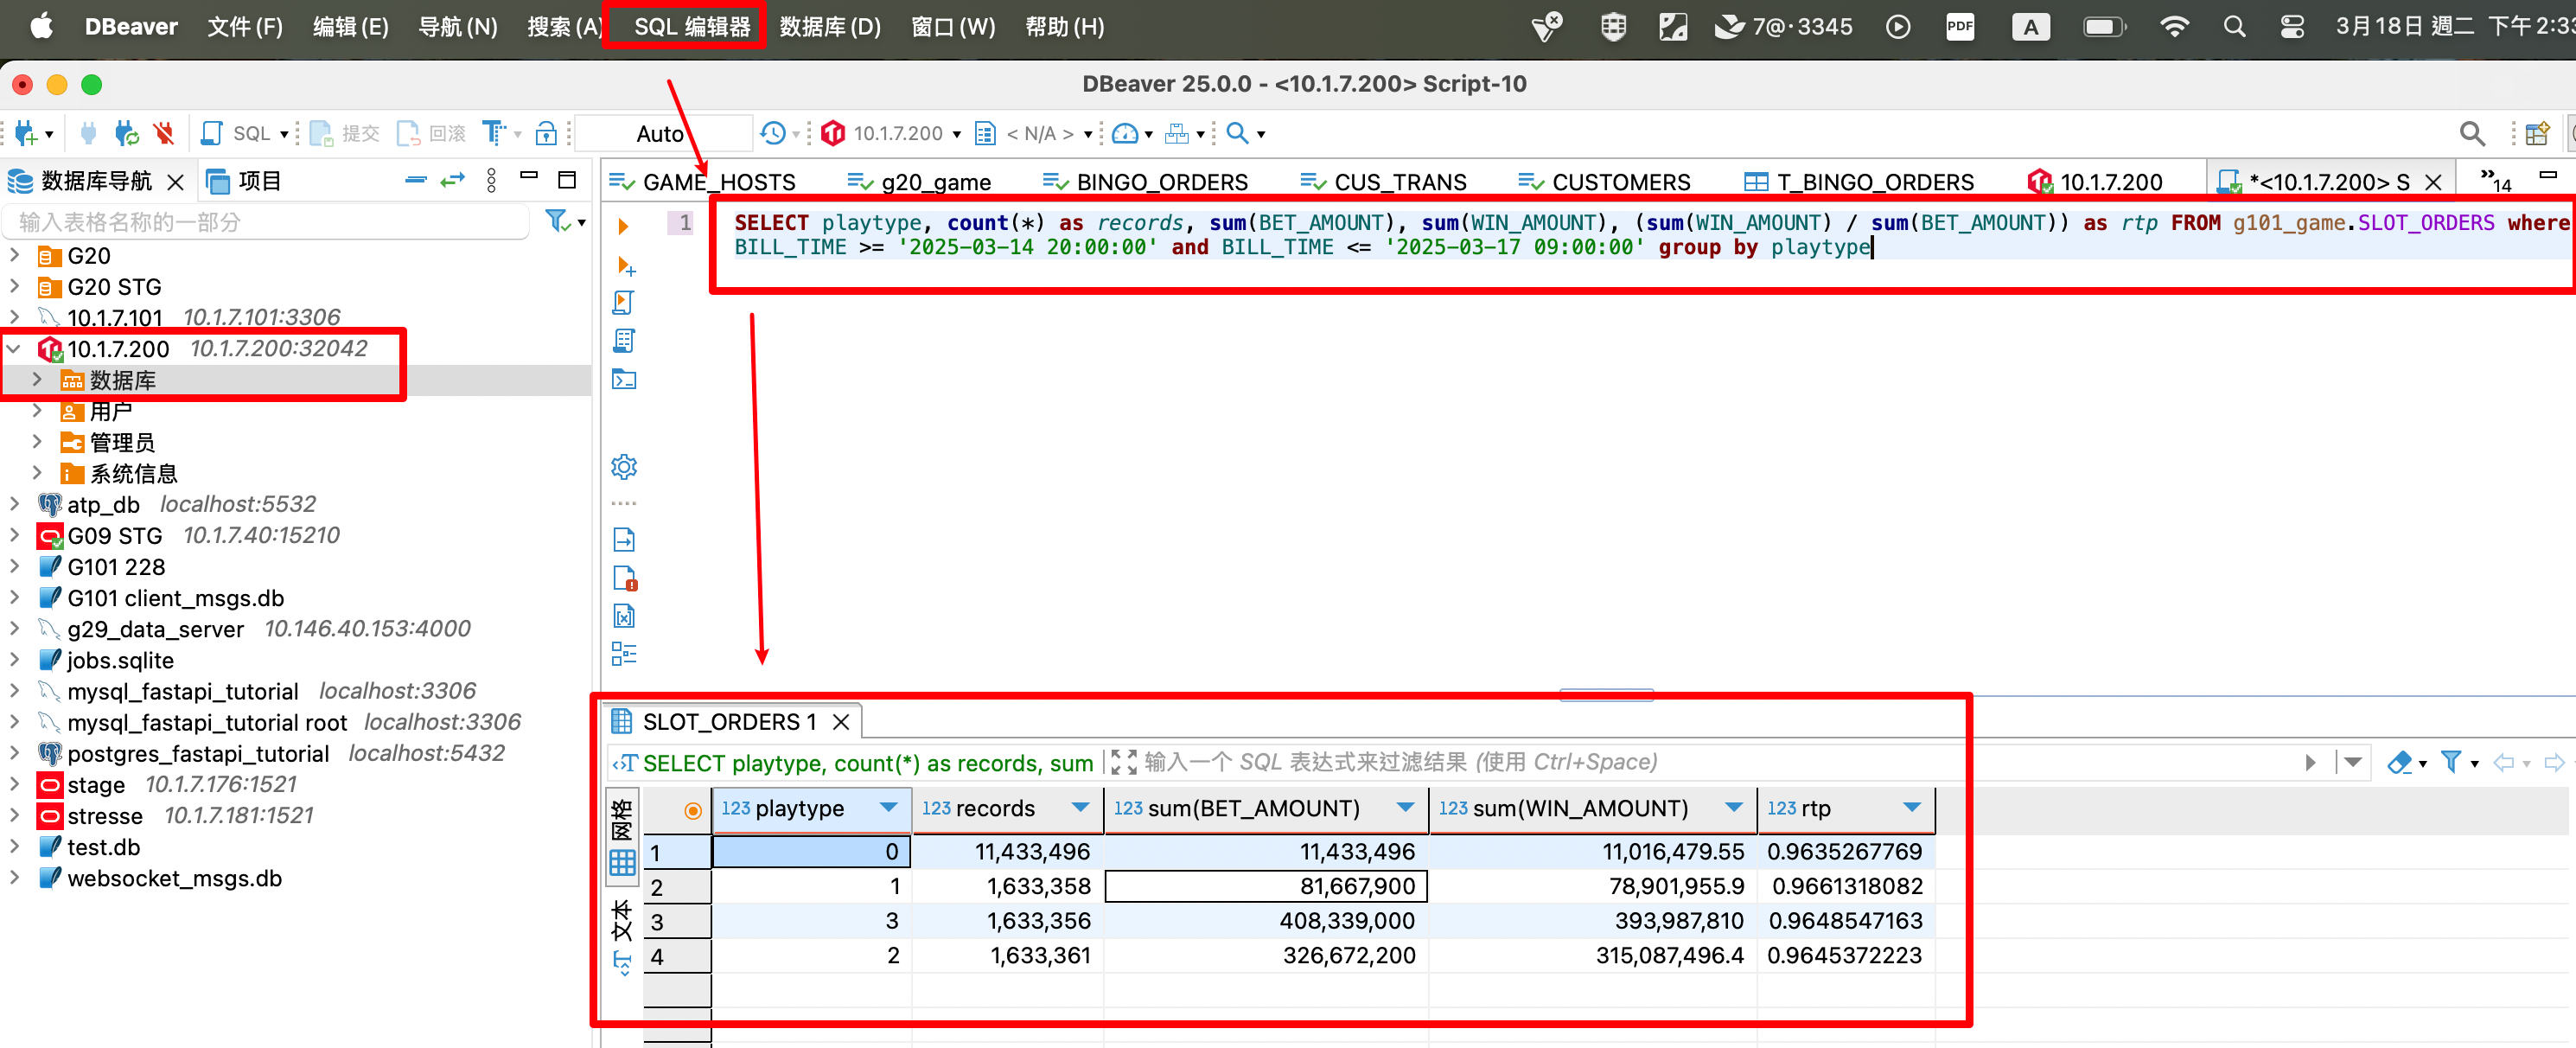 DBeaver 文件 (F) 编辑 (E) 导航 (N) 搜索 (A) SQL 编辑器 数据库 (D) 窗口 (W) 帮助 (H) 7@·3345 PDF A 3月18日 週二 下午2:33
DBeaver 25.0.0 - <10.1.7.200> Script-10
SQL 提交 回滚 Auto 10.1.7.200 < N/A >
数据库导航 项目
输入表格名称的一部分
G20
G20 STG
10.1.7.101 10.1.7.101:3306
10.1.7.200 10.1.7.200:32042
数据库
用户
管理员
系统信息
atp_db localhost:5532
G09 STG 10.1.7.40:15210
G101 228
G101 client_msgs.db
g29_data_server 10.146.40.153:4000
jobs.sqlite
mysql_fastapi_tutorial localhost:3306
mysql_fastapi_tutorial root localhost:3306
postgres_fastapi_tutorial localhost:5432
stage 10.1.7.176:1521
stresse 10.1.7.181:1521
test.db
websocket_msgs.db
GAME_HOSTS g20_game BINGO_ORDERS CUS_TRANS CUSTOMERS T_BINGO_ORDERS 10.1.7.200 *<10.1.7.200> S »14
1 SELECT playtype, count(*) as records, sum(BET_AMOUNT), sum(WIN_AMOUNT), (sum(WIN_AMOUNT) / sum(BET_AMOUNT)) as rtp FROM g101_game.SLOT_ORDERS where
BILL_TIME >= '2025-03-14 20:00:00' and BILL_TIME <= '2025-03-17 09:00:00' group by playtype
SLOT_ORDERS 1
SELECT playtype, count(*) as records, sum 输入一个 SQL 表达式来过滤结果 (使用 Ctrl+Space)
网格
文本
123 playtype 123 records 123 sum(BET_AMOUNT) 123 sum(WIN_AMOUNT) 123 rtp
1 0 11,433,496 11,433,496 11,016,479.55 0.9635267769
2 1 1,633,358 81,667,900 78,901,955.9 0.9661318082
3 3 1,633,356 408,339,000 393,987,810 0.9648547163
4 2 1,633,361 326,672,200 315,087,496.4 0.9645372223